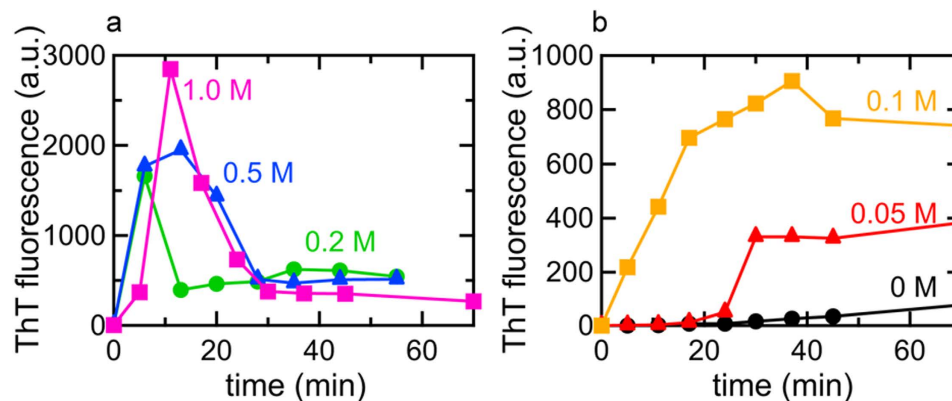 a
ThT fluorescence (a.u.)
3000
2000
1000
0
1.0 M
0.5 M
0.2 M
0 20 40 60
time (min)
b
ThT fluorescence (a.u.)
1000
800
600
400
200
0
0.1 M
0.05 M
0 M
0 20 40 60
time (min)